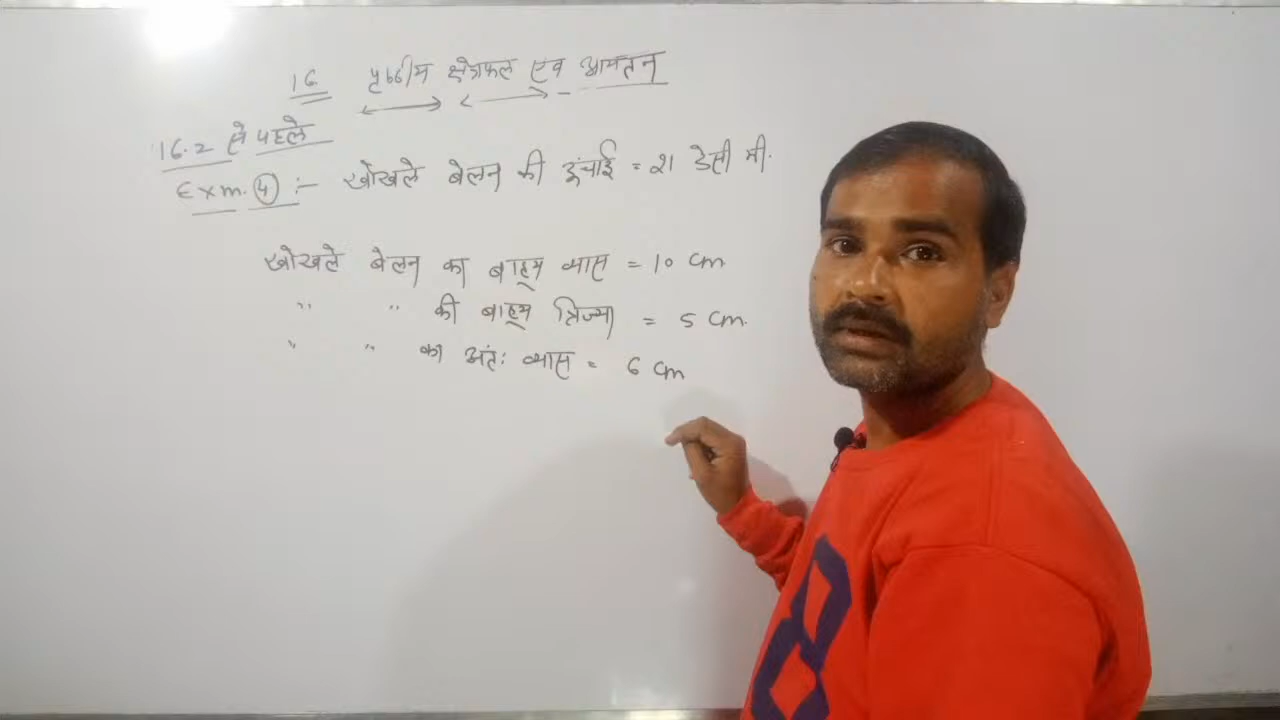 16. पृष्ठीय क्षेत्रफल एवं आयतन
16.2 से पहले
Exm. 4 :- खोखले बेलन की ऊंचाई = 21 डेसी मी.
खोखले बेलन का बाह्य व्यास = 10 cm
" " की बाह्य त्रिज्या = 5 cm.
" " का अंतः व्यास = 6 cm
8